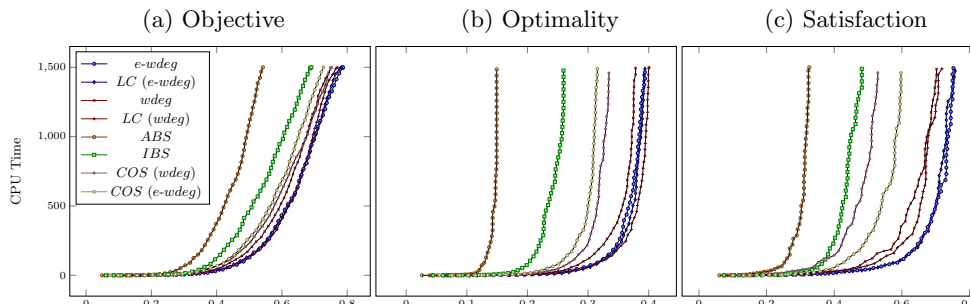 (a) Objective
(b) Optimality
(c) Satisfaction
CPU Time
1,500
1,000
500
0
e-wdeg
LC (e-wdeg)
wdeg
LC (wdeg)
ABS
IBS
COS (wdeg)
COS (e-wdeg)
0 0.2 0.4 0.6 0.8
0 0.1 0.2 0.3 0.4
0 0.2 0.4 0.6 0.8